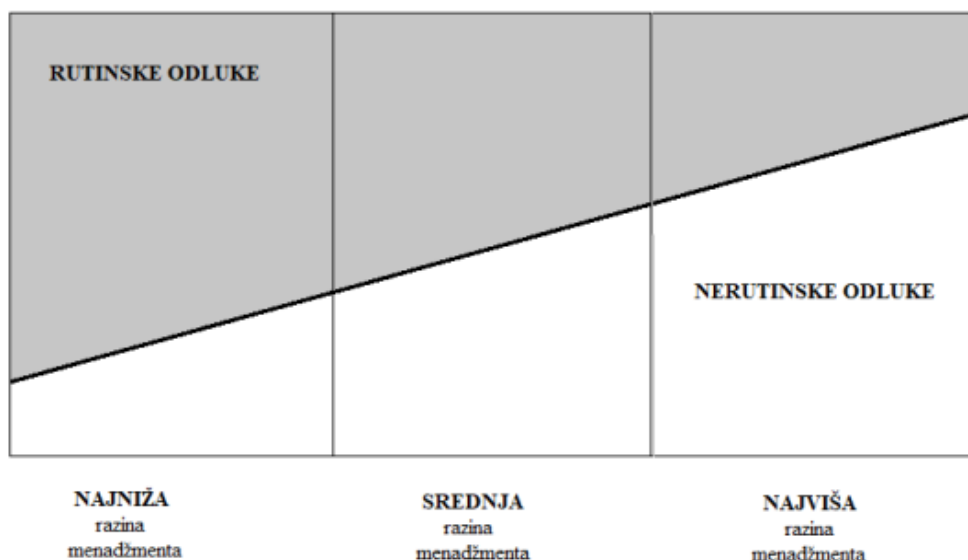 RUTINSKE ODLUKE
NERUTINSKE ODLUKE
NAJNIŽA
razina
menadžmenta
SREDNJA
razina
menadžmenta
NAJVIŠA
razina
menadžmenta